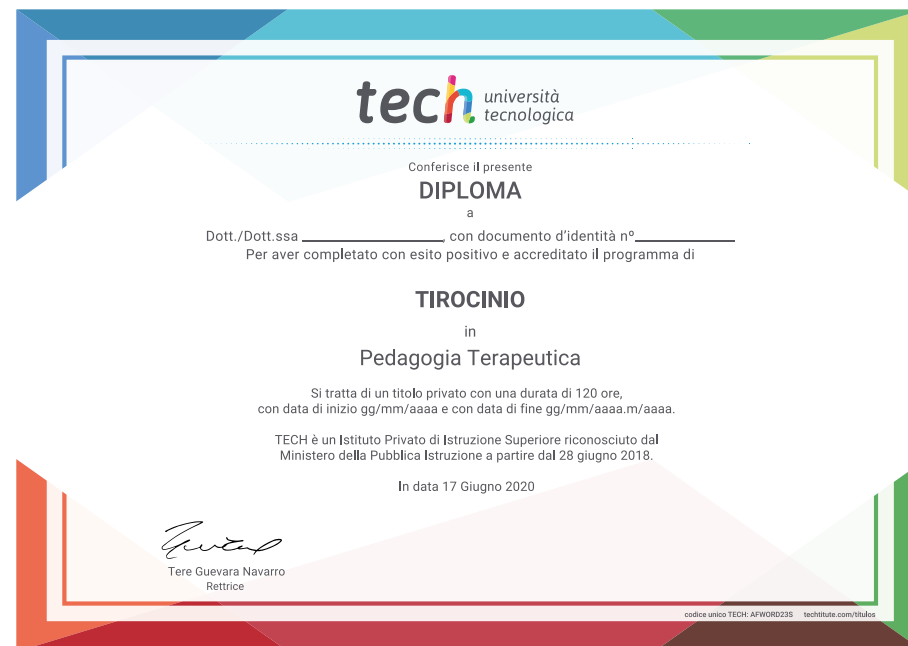 tech università
tecnologica
Conferisce il presente
DIPLOMA
a
Dott./Dott.ssa ____________, con documento d'identità nº_________
Per aver completato con esito positivo e accreditato il programma di
TIROCINIO
in
Pedagogia Terapeutica
Si tratta di un titolo privato con una durata di 120 ore,
con data di inizio gg/mm/aaaa e con data di fine gg/mm/aaaa.m/aaaa.
TECH è un Istituto Privato di Istruzione Superiore riconosciuto dal
Ministero della Pubblica Istruzione a partire dal 28 giugno 2018.
In data 17 Giugno 2020
Tere Guevara Navarro
Rettrice
codice unico TECH: AFWORD23S techtitute.com/titulos